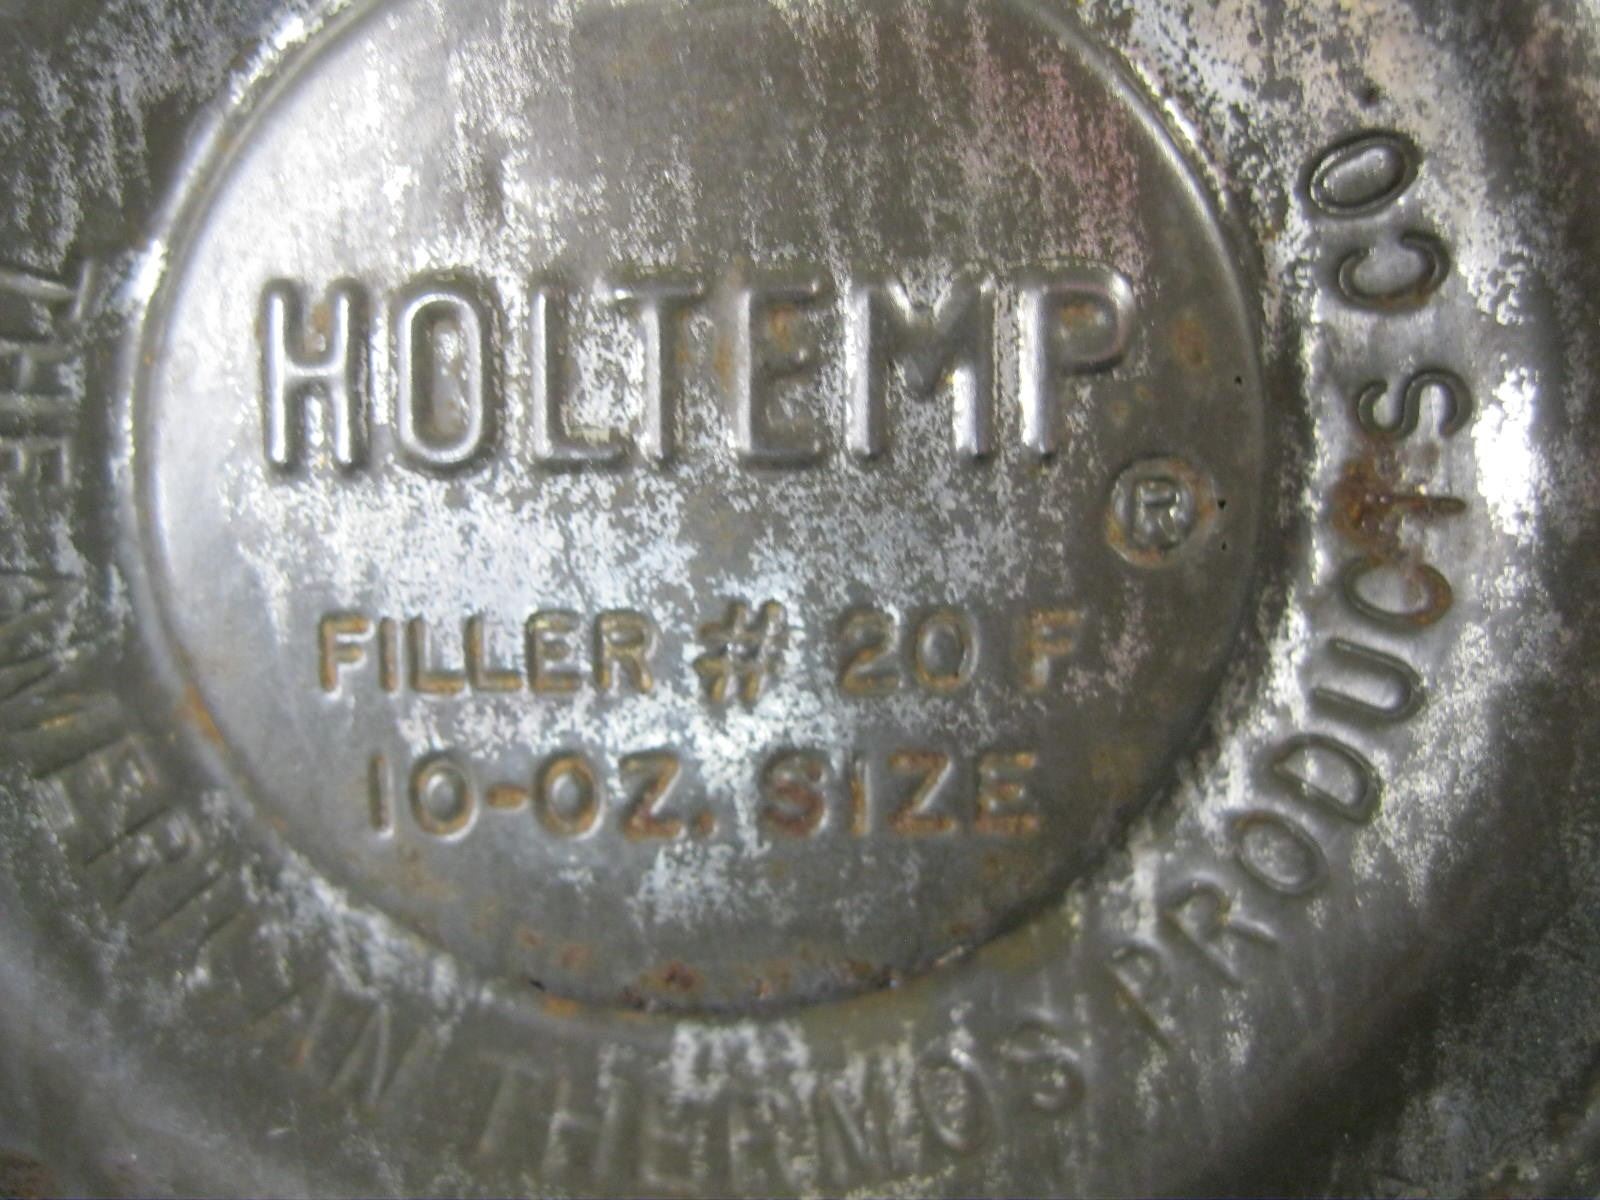 HOLTEMP ®
FILLER # 20 F
10-OZ. SIZE
THE AMERICAN THERMOS PRODUCTS CO